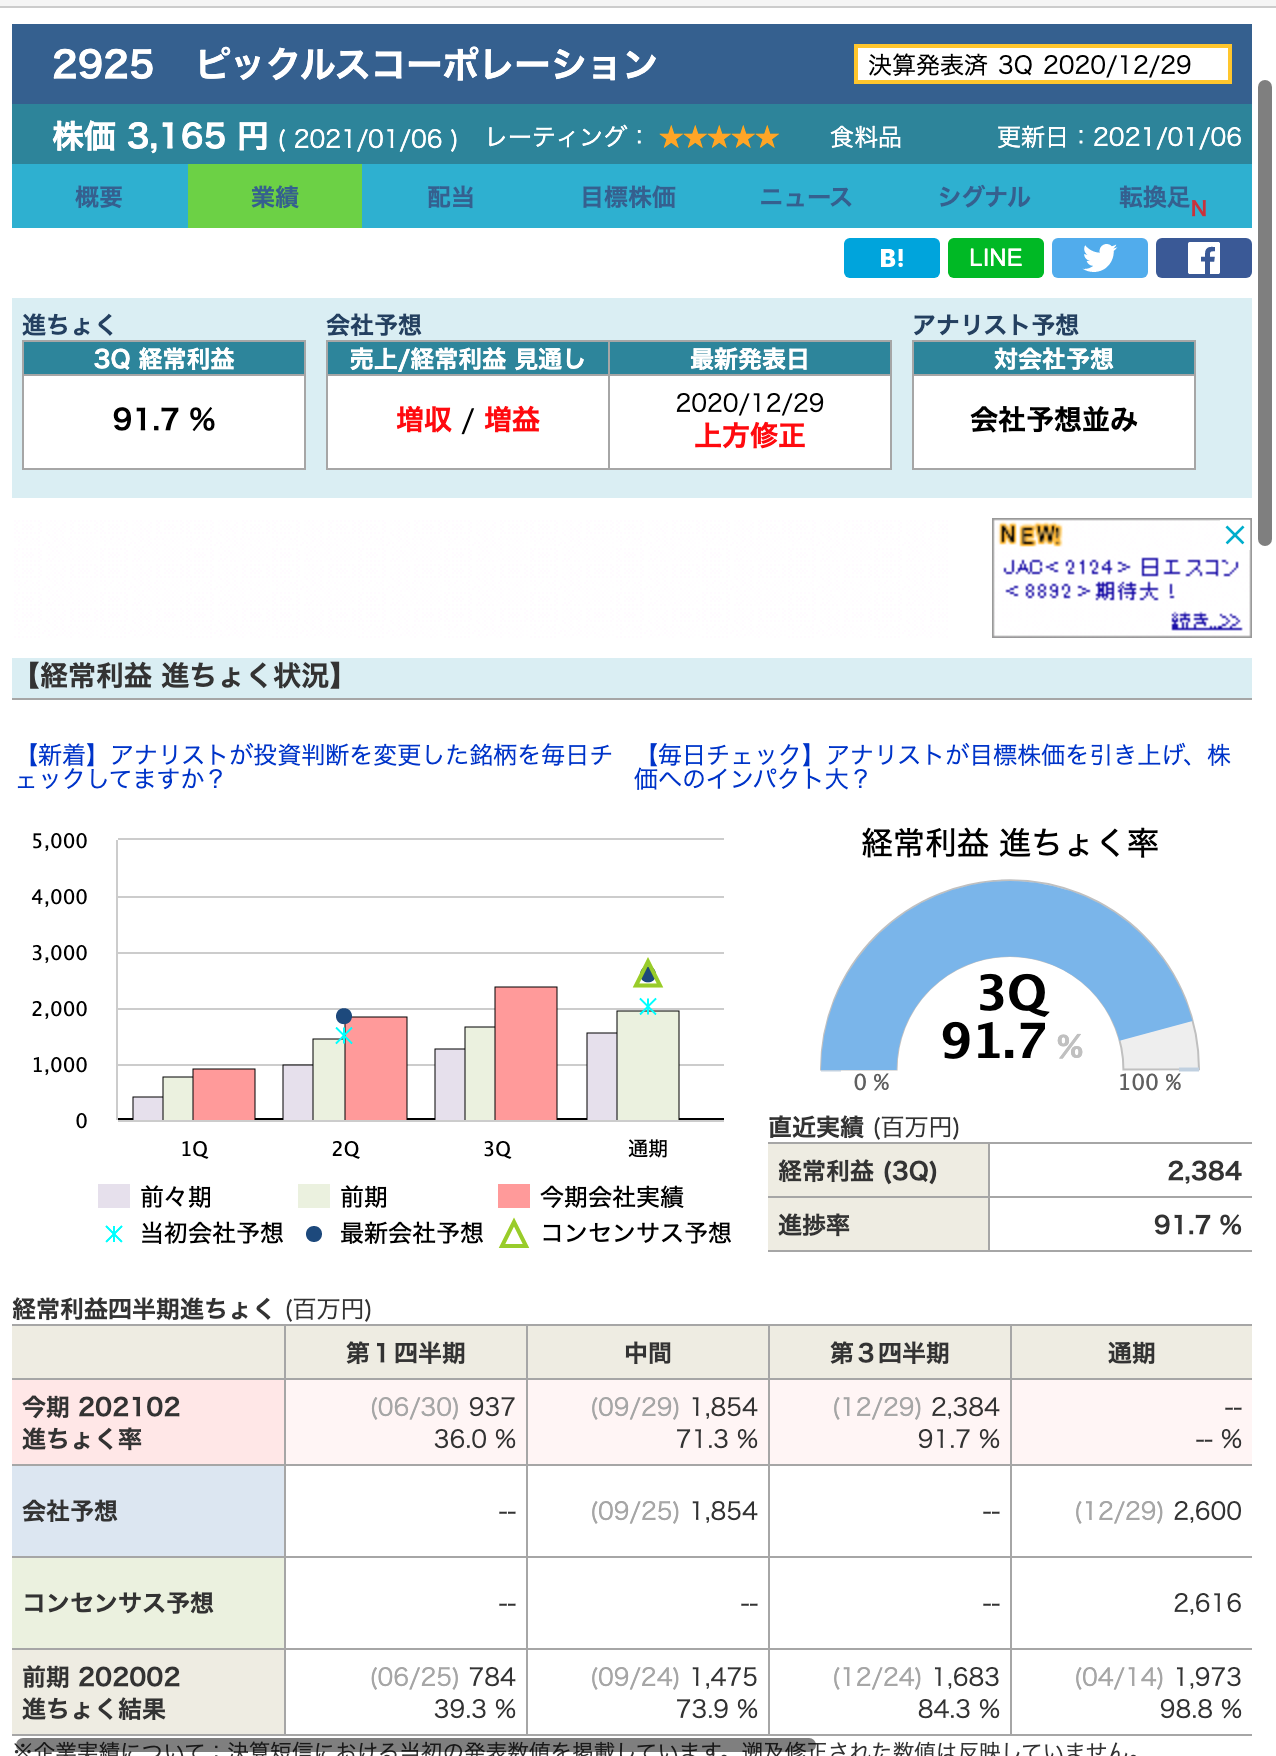 2925 ピックルスコーポレーション
決算発表済 3Q 2020/12/29
株価 3,165 円 ( 2021/01/06 ) レーティング： ★★★★★ 食料品 更新日：2021/01/06
概要 業績 配当 目標株価 ニュース シグナル 転換足 N
B! LINE
進ちょく 会社予想 アナリスト予想
3Q 経常利益 売上/経常利益 見通し 最新発表日 対会社予想
91.7 % 増収 / 増益 2020/12/29 会社予想並み
上方修正
NEW!
JAC<2124> 日エスコン
<8892>期待大！
続き..>>
【経常利益 進ちょく状況】
【新着】アナリストが投資判断を変更した銘柄を毎日チ
ェックしてますか？
【毎日チェック】アナリストが目標株価を引き上げ、株
価へのインパクト大？
5,000
4,000
3,000
2,000
1,000
0
1Q 2Q 3Q 通期
前々期 前期 今期会社実績
当初会社予想 最新会社予想 コンセンサス予想
経常利益 進ちょく率
3Q
91.7 %
0 % 100 %
直近実績 (百万円)
経常利益 (3Q) 2,384
進捗率 91.7 %
経常利益四半期進ちょく (百万円)
第１四半期 中間 第３四半期 通期
今期 202102 (06/30) 937 (09/29) 1,854 (12/29) 2,384 --
進ちょく率 36.0 % 71.3 % 91.7 % -- %
会社予想 -- (09/25) 1,854 -- (12/29) 2,600
コンセンサス予想 -- -- -- 2,616
前期 202002 (06/25) 784 (09/24) 1,475 (12/24) 1,683 (04/14) 1,973
進ちょく結果 39.3 % 73.9 % 84.3 % 98.8 %
※企業実績について：決算短信における当初の発表数値を掲載しています。遡及修正された数値は反映していません。